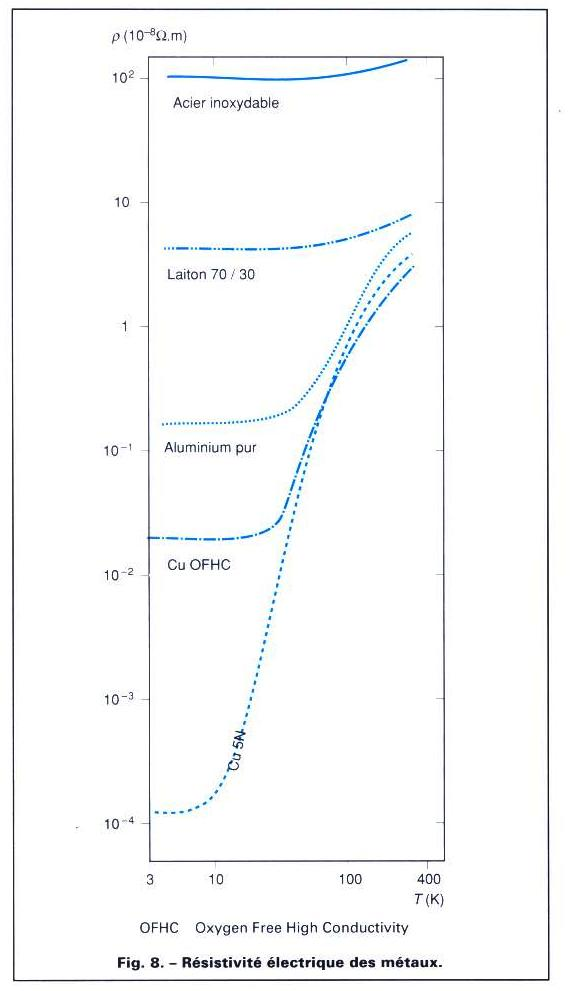 ρ (10⁻⁸Ω.m)
10²
Acier inoxydable
10
Laiton 70 / 30
1
10⁻¹
Aluminium pur
Cu OFHC
10⁻²
10⁻³
Cu 5N
10⁻⁴
3 10 100 400
T (K)
OFHC Oxygen Free High Conductivity
Fig. 8. – Résistivité électrique des métaux.